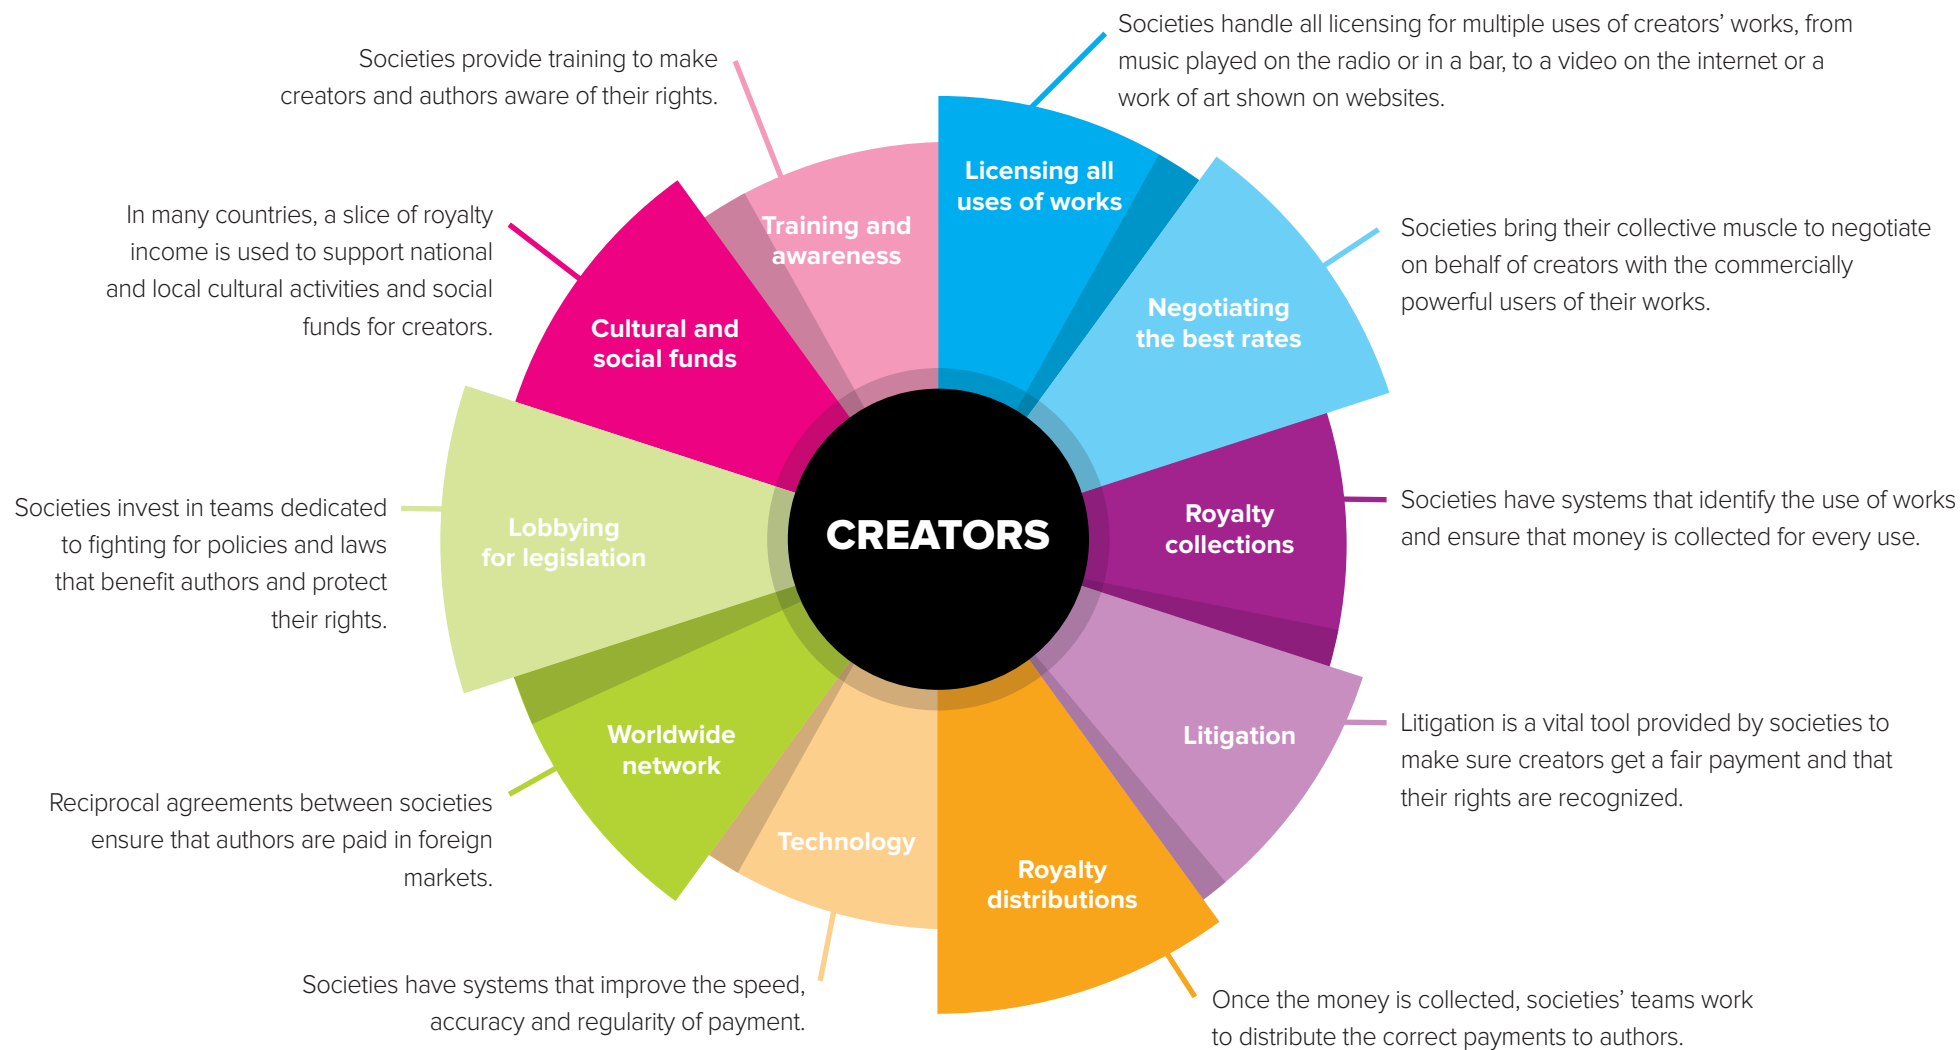 Societies handle all licensing for multiple uses of creators’ works, from
music played on the radio or in a bar, to a video on the internet or a
work of art shown on websites.
Licensing all
uses of works
Societies bring their collective muscle to negotiate
on behalf of creators with the commercially
powerful users of their works.
Negotiating
the best rates
Societies have systems that identify the use of works
and ensure that money is collected for every use.
Royalty
collections
Litigation is a vital tool provided by societies to
make sure creators get a fair payment and that
their rights are recognized.
Litigation
Once the money is collected, societies’ teams work
to distribute the correct payments to authors.
Royalty
distributions
Societies have systems that improve the speed,
accuracy and regularity of payment.
Technology
Reciprocal agreements between societies
ensure that authors are paid in foreign
markets.
Worldwide
network
Societies invest in teams dedicated
to fighting for policies and laws
that benefit authors and protect
their rights.
Lobbying
for legislation
In many countries, a slice of royalty
income is used to support national
and local cultural activities and social
funds for creators.
Cultural and
social funds
Societies provide training to make
creators and authors aware of their rights.
Training and
awareness
CREATORS